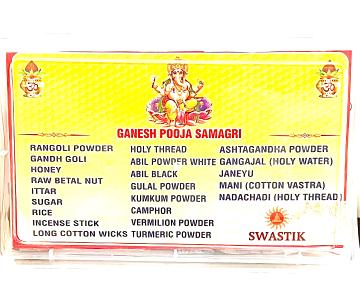 GANESH POOJA SAMAGRI
RANGOLI POWDER
GANDH GOLI
HONEY
RAW BETAL NUT
ITTAR
SUGAR
RICE
INCENSE STICK
LONG COTTON WICKS
HOLY THREAD
ABIL POWDER WHITE
ABIL BLACK
GULAL POWDER
KUMKUM POWDER
CAMPHOR
VERMILION POWDER
TURMERIC POWDER
ASHTAGANDHA POWDER
GANGAJAL (HOLY WATER)
JANEYU
MANI (COTTON VASTRA)
NADACHADI (HOLY THREAD)
SWASTIK